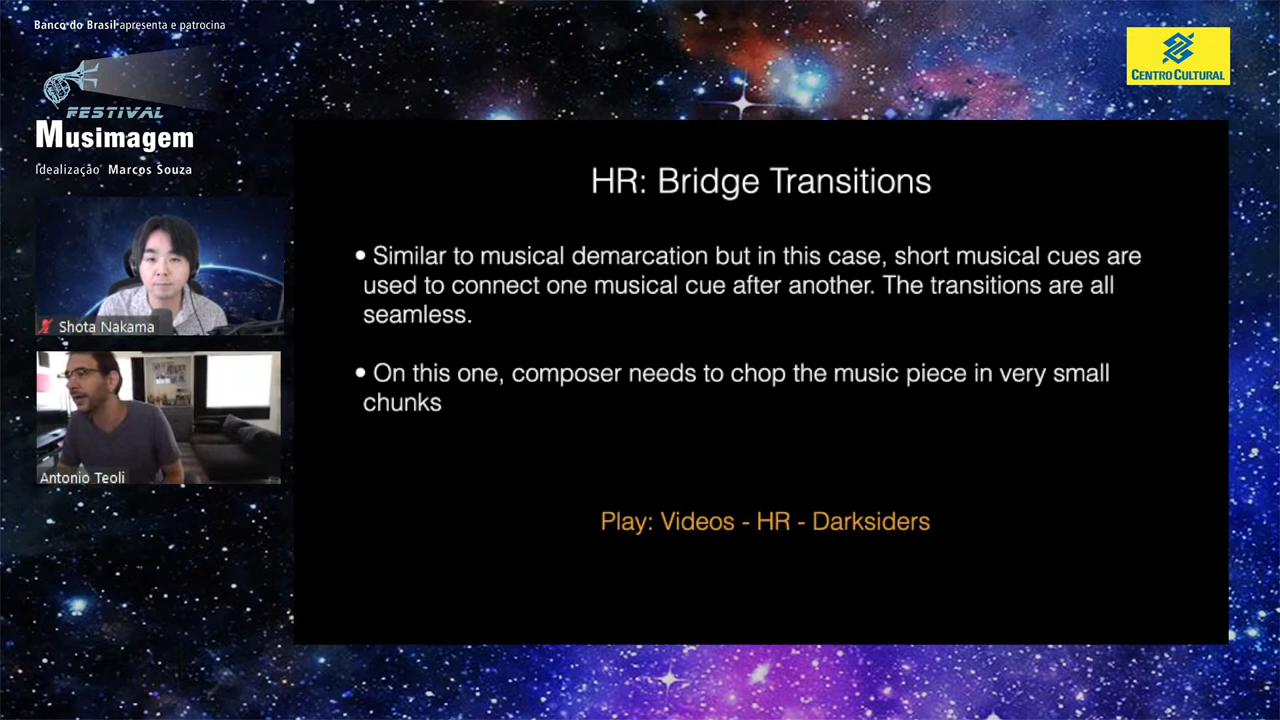 Banco do Brasil apresenta e patrocina
FESTIVAL
Musimagem
Idealização Marcos Souza
CENTRO CULTURAL
HR: Bridge Transitions
• Similar to musical demarcation but in this case, short musical cues are
used to connect one musical cue after another. The transitions are all
seamless.
• On this one, composer needs to chop the music piece in very small
chunks
Play: Videos - HR - Darksiders
Shota Nakama
Antonio Teoli